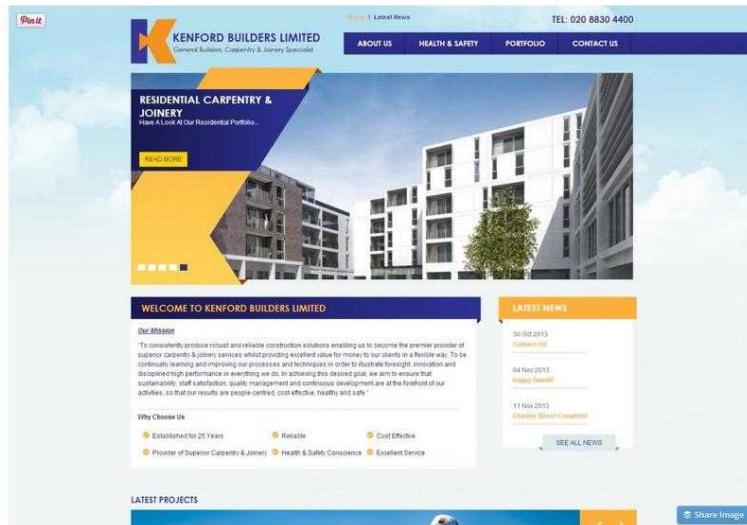 Pin it
Home | Latest News
TEL: 020 8830 4400
KENFORD BUILDERS LIMITED
General Builders, Carpentry & Joinery Specialist
ABOUT US HEALTH & SAFETY PORTFOLIO CONTACT US
RESIDENTIAL CARPENTRY &
JOINERY
Have A Look At Our Residential Portfolio...
READ MORE
WELCOME TO KENFORD BUILDERS LIMITED
Our Mission
"To consistently produce robust and reliable construction solutions enabling us to become the premier provider of
superior carpentry & joinery services whilst providing excellent value for money to our clients in a flexible way. To be
continually learning and improving our processes and techniques in order to illustrate foresight, innovation and
disciplined high performance in everything we do. In achieving this desired goal, we aim to ensure that
sustainability, staff satisfaction, quality management and continuous development are at the forefront of our
activities, so that our results are people-centred, cost effective, healthy and safe."
Why Choose Us
Established for 25 Years Reliable Cost Effective
Provider of Superior Carpentry & Joinery Health & Safety Conscience Excellent Service
LATEST NEWS
30 Oct 2013
Contact Us!
04 Nov 2013
Happy Diwali!
11 Nov 2013
Charles Street Complete!
SEE ALL NEWS
LATEST PROJECTS
Share Image